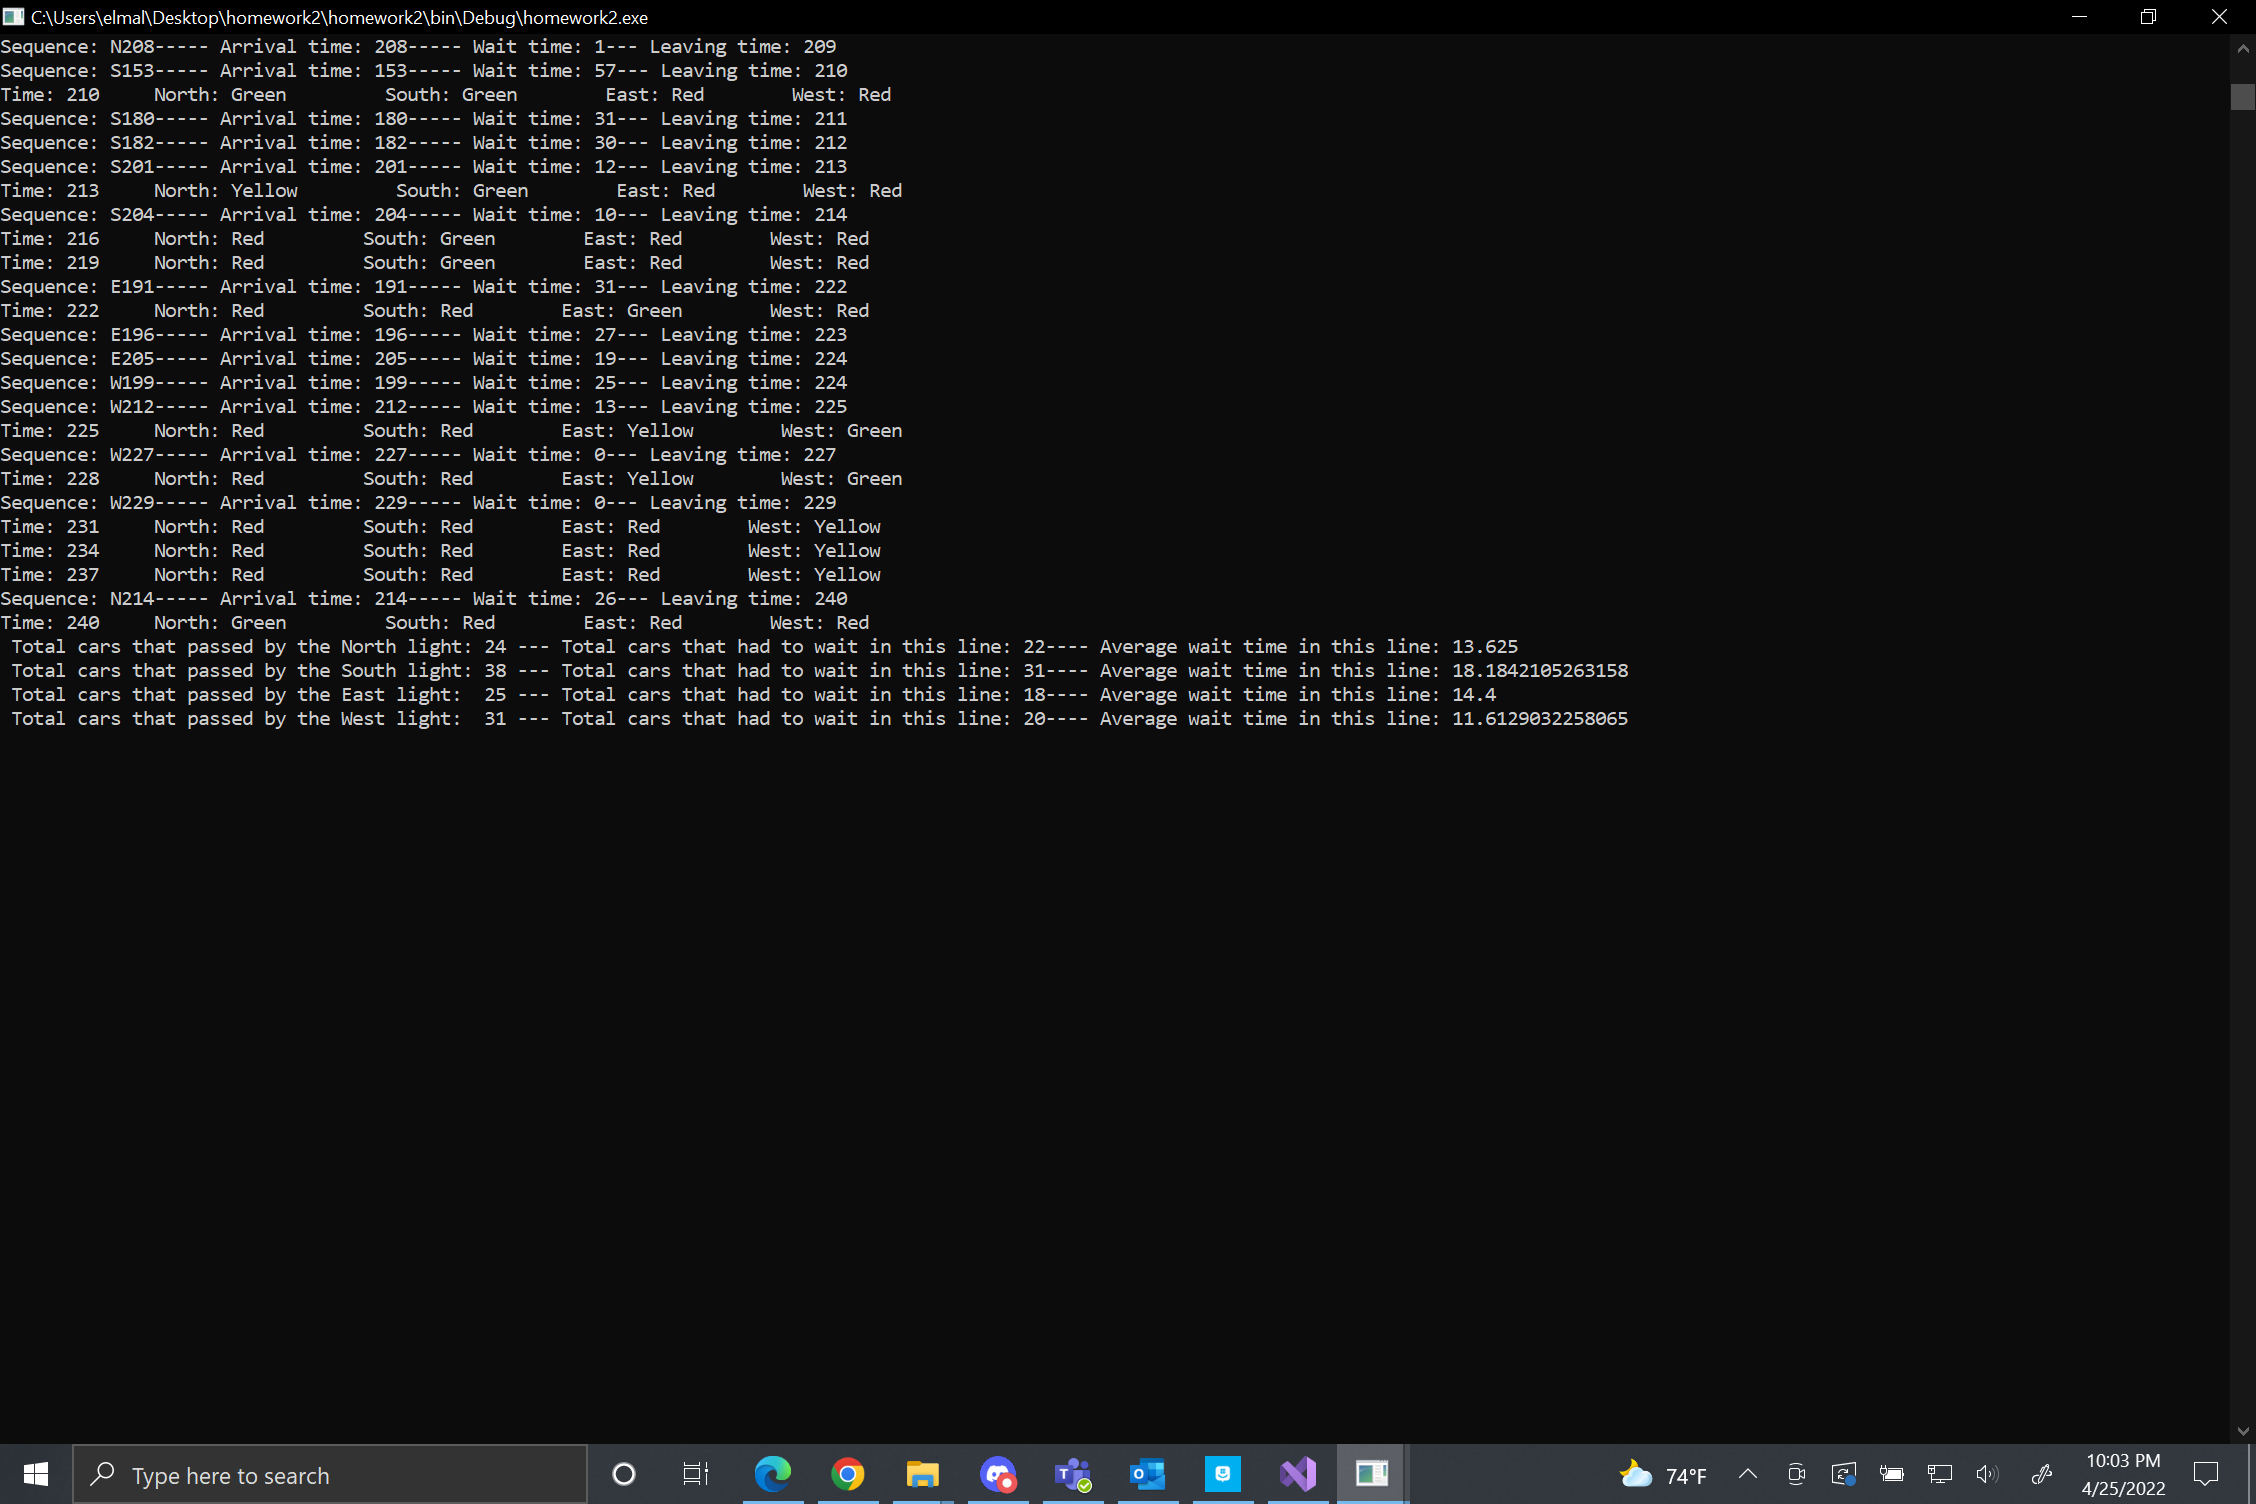 C:\Users\elmal\Desktop\homework2\homework2\bin\Debug\homework2.exe
Sequence: N208----- Arrival time: 208----- Wait time: 1--- Leaving time: 209
Sequence: S153----- Arrival time: 153----- Wait time: 57--- Leaving time: 210
Time: 210     North: Green         South: Green        East: Red        West: Red
Sequence: S180----- Arrival time: 180----- Wait time: 31--- Leaving time: 211
Sequence: S182----- Arrival time: 182----- Wait time: 30--- Leaving time: 212
Sequence: S201----- Arrival time: 201----- Wait time: 12--- Leaving time: 213
Time: 213     North: Yellow         South: Green        East: Red        West: Red
Sequence: S204----- Arrival time: 204----- Wait time: 10--- Leaving time: 214
Time: 216     North: Red         South: Green        East: Red        West: Red
Time: 219     North: Red         South: Green        East: Red        West: Red
Sequence: E191----- Arrival time: 191----- Wait time: 31--- Leaving time: 222
Time: 222     North: Red         South: Red        East: Green        West: Red
Sequence: E196----- Arrival time: 196----- Wait time: 27--- Leaving time: 223
Sequence: E205----- Arrival time: 205----- Wait time: 19--- Leaving time: 224
Sequence: W199----- Arrival time: 199----- Wait time: 25--- Leaving time: 224
Sequence: W212----- Arrival time: 212----- Wait time: 13--- Leaving time: 225
Time: 225     North: Red         South: Red        East: Yellow        West: Green
Sequence: W227----- Arrival time: 227----- Wait time: 0--- Leaving time: 227
Time: 228     North: Red         South: Red        East: Yellow        West: Green
Sequence: W229----- Arrival time: 229----- Wait time: 0--- Leaving time: 229
Time: 231     North: Red         South: Red        East: Red        West: Yellow
Time: 234     North: Red         South: Red        East: Red        West: Yellow
Time: 237     North: Red         South: Red        East: Red        West: Yellow
Sequence: N214----- Arrival time: 214----- Wait time: 26--- Leaving time: 240
Time: 240     North: Green         South: Red        East: Red        West: Red
Total cars that passed by the North light: 24 --- Total cars that had to wait in this line: 22---- Average wait time in this line: 13.625
Total cars that passed by the South light: 38 --- Total cars that had to wait in this line: 31---- Average wait time in this line: 18.1842105263158
Total cars that passed by the East light:  25 --- Total cars that had to wait in this line: 18---- Average wait time in this line: 14.4
Total cars that passed by the West light:  31 --- Total cars that had to wait in this line: 20---- Average wait time in this line: 11.6129032258065
Type here to search
74°F
10:03 PM
4/25/2022